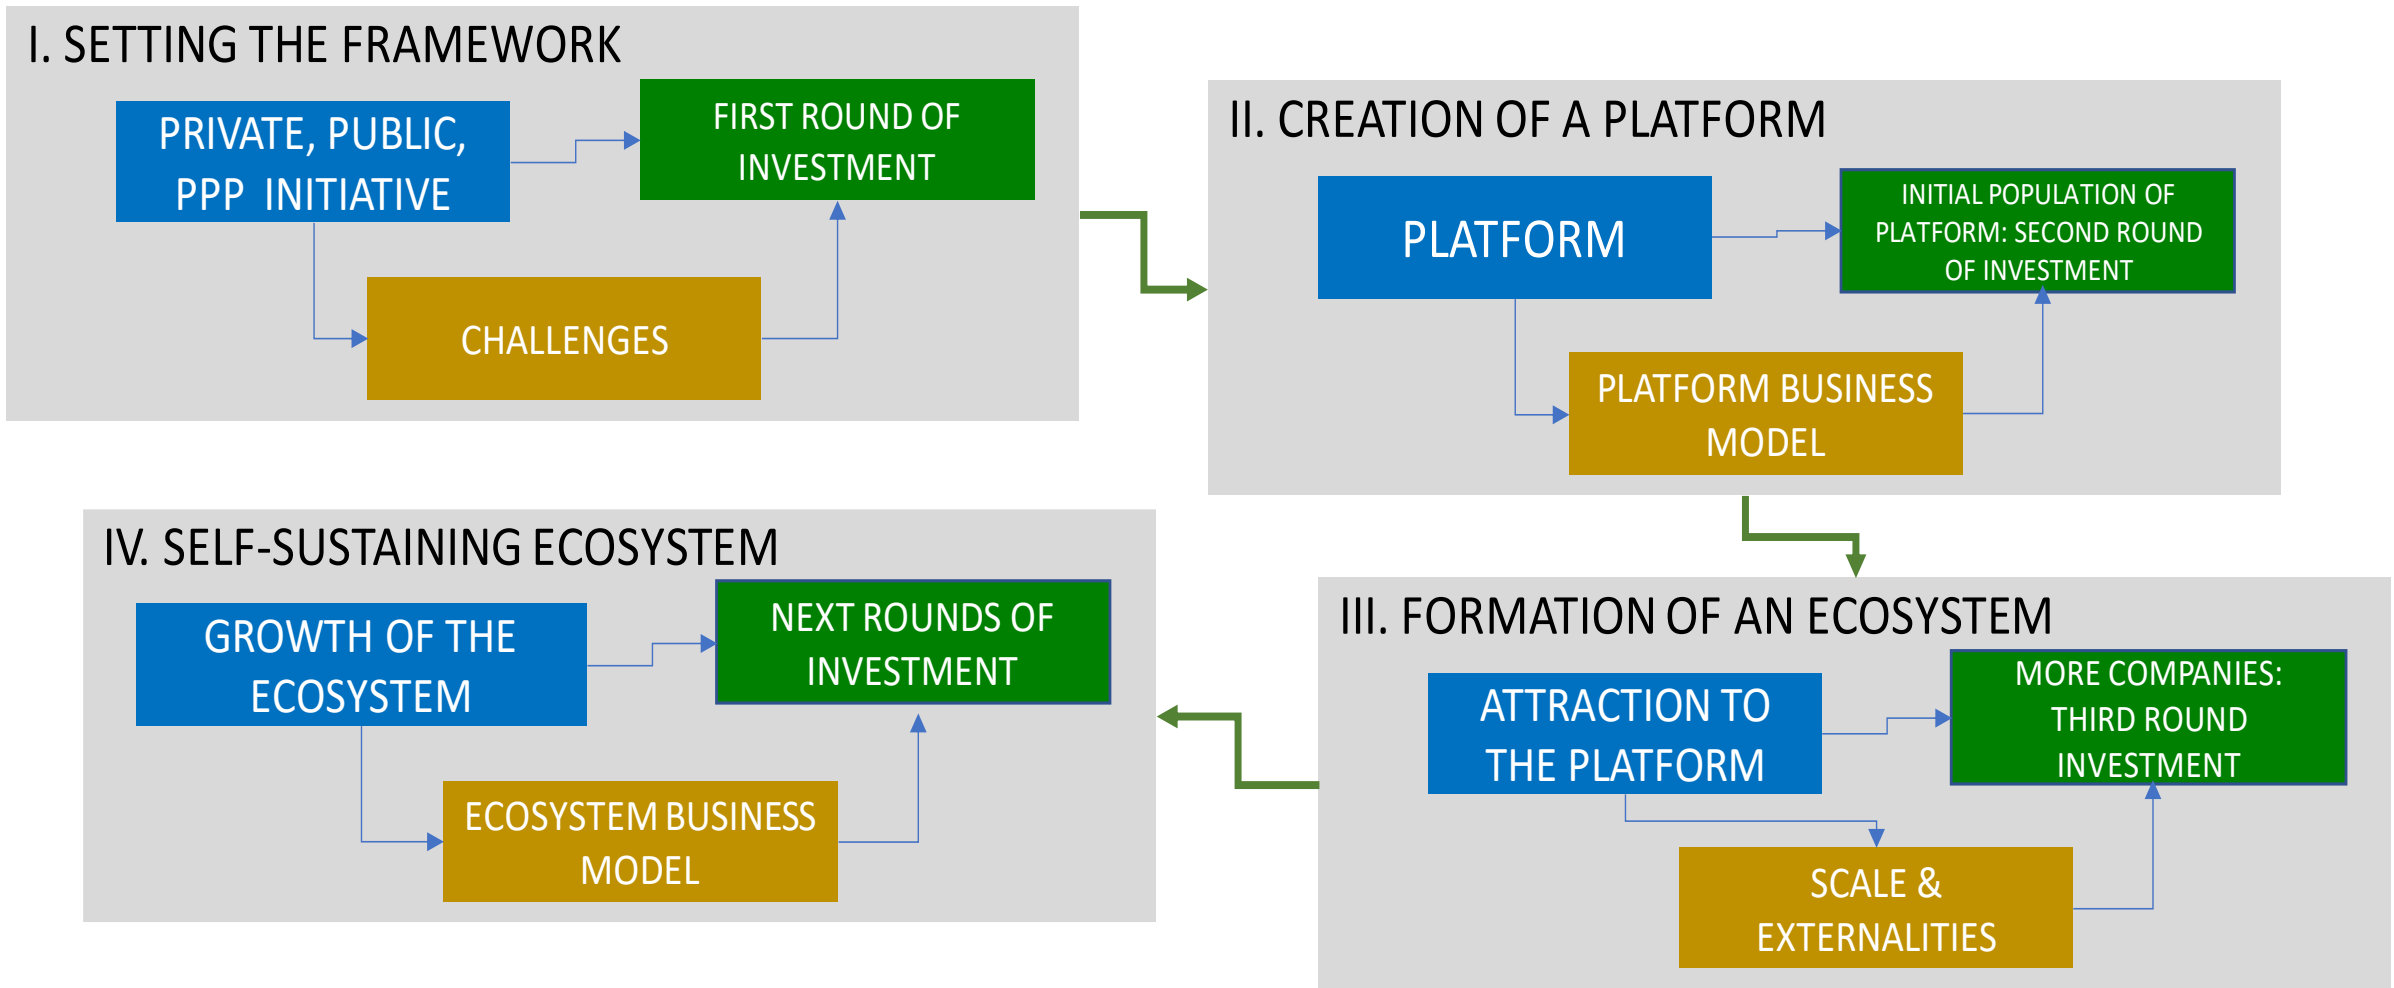 I. SETTING THE FRAMEWORK
PRIVATE, PUBLIC,
PPP INITIATIVE
FIRST ROUND OF
INVESTMENT
CHALLENGES
II. CREATION OF A PLATFORM
PLATFORM
INITIAL POPULATION OF
PLATFORM: SECOND ROUND
OF INVESTMENT
PLATFORM BUSINESS
MODEL
III. FORMATION OF AN ECOSYSTEM
ATTRACTION TO
THE PLATFORM
MORE COMPANIES:
THIRD ROUND
INVESTMENT
SCALE &
EXTERNALITIES
IV. SELF-SUSTAINING ECOSYSTEM
GROWTH OF THE
ECOSYSTEM
NEXT ROUNDS OF
INVESTMENT
ECOSYSTEM BUSINESS
MODEL